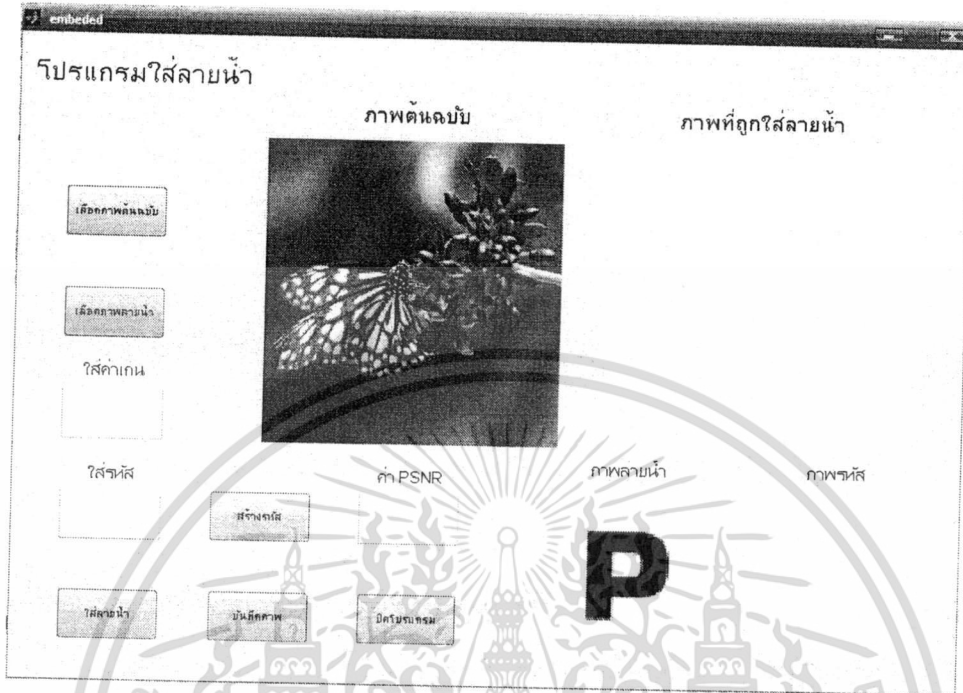 embeded
โปรแกรมใส่ลายน้ำ
ภาพต้นฉบับ
ภาพที่ถูกใส่ลายน้ำ
เลือกภาพต้นฉบับ
เลือกภาพลายน้ำ
ใส่ค่าเกน
ใส่รหัส
สร้างรหัส
ค่า PSNR
ภาพลายน้ำ
ภาพรหัส
P
ใส่ลายน้ำ
บันทึกภาพ
ปิดโปรแกรม